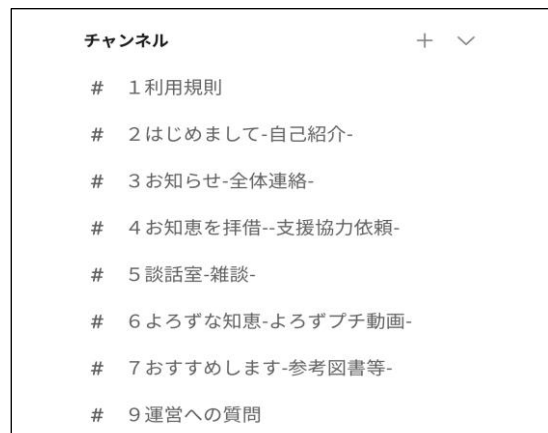 チャンネル
# 1利用規則
# 2はじめまして-自己紹介-
# 3お知らせ-全体連絡-
# 4お知恵を拝借--支援協力依頼-
# 5談話室-雑談-
# 6よろずな知恵-よろずプチ動画-
# 7おすすめします-参考図書等-
# 9運営への質問